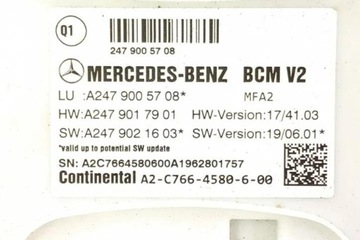 Q1
247 900 57 08
MERCEDES-BENZ BCM V2
LU :A247 900 57 08* MFA2
HW:A247 901 79 01 HW-Version:17/41.03
SW:A247 902 16 03* SW-Version:19/06.01*
*valid up to potential SW update
SN: A2C7664580600A1962801757
Continental A2-C766-4580-6-00